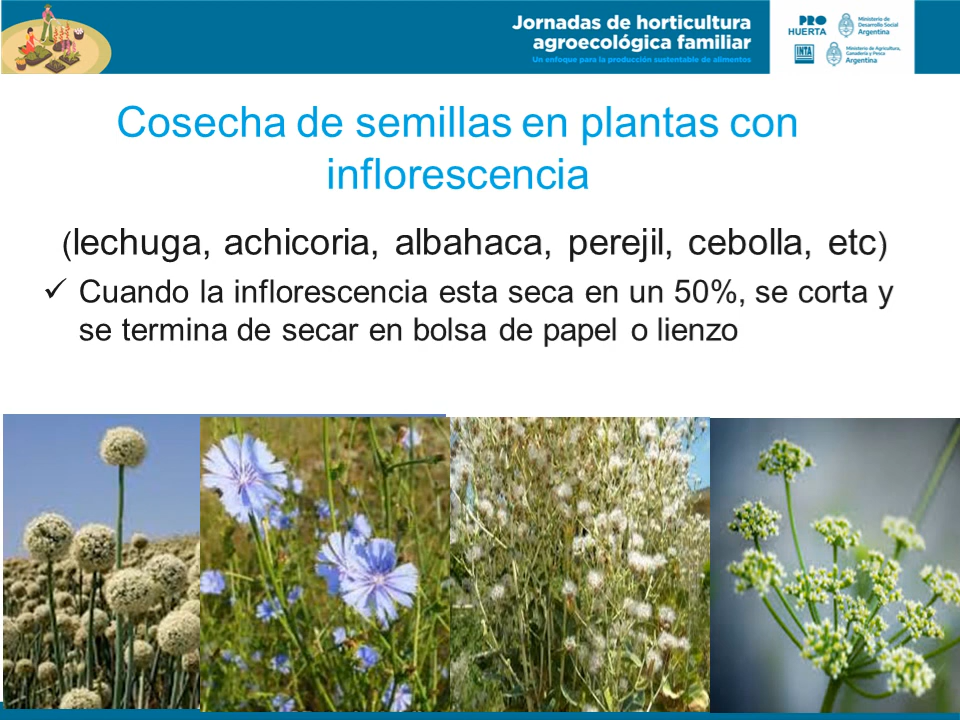 Jornadas de horticultura
agroecológica familiar
Un enfoque para la producción sustentable de alimentos
PRO
HUERTA
Ministerio de
Desarrollo Social
Argentina
INTA
Ministerio de Agricultura,
Ganadería y Pesca
Argentina
Cosecha de semillas en plantas con
inflorescencia
(lechuga, achicoria, albahaca, perejil, cebolla, etc)
✓ Cuando la inflorescencia esta seca en un 50%, se corta y
se termina de secar en bolsa de papel o lienzo